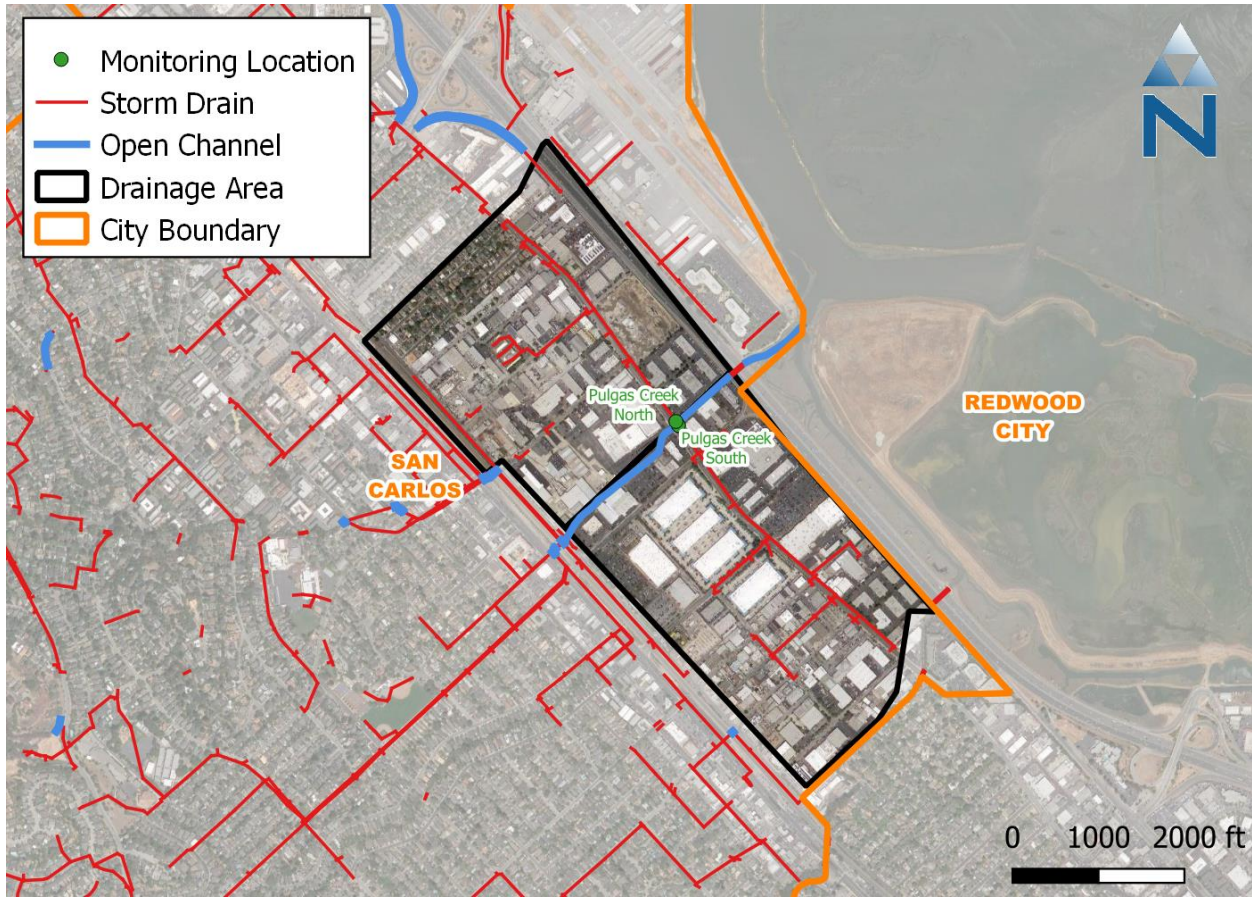 Monitoring Location
Storm Drain
Open Channel
Drainage Area
City Boundary
N
Pulgas Creek
North
Pulgas Creek
South
REDWOOD
CITY
SAN
CARLOS
0 1000 2000 ft